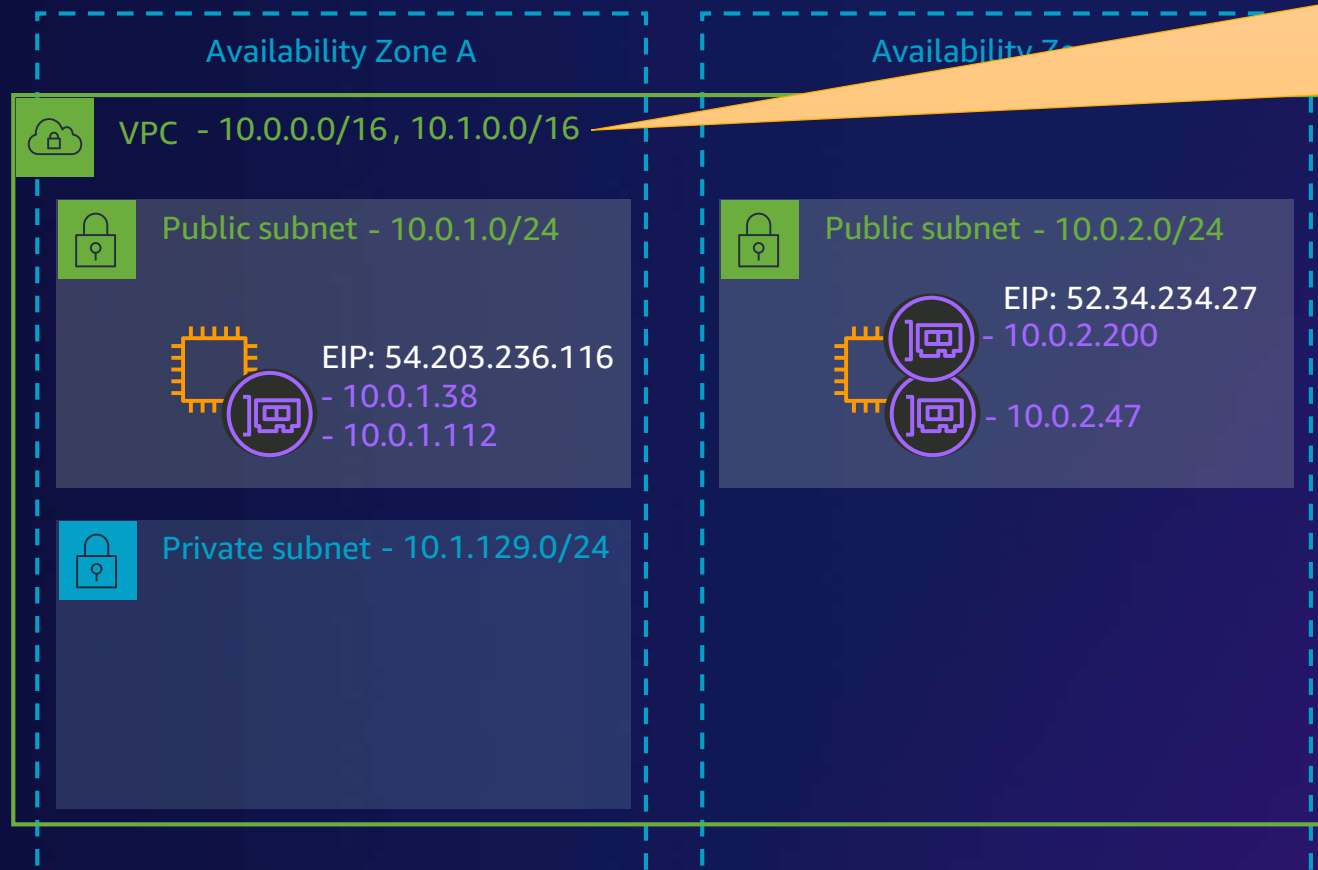 Availability Zone A
Availability
VPC - 10.0.0.0/16, 10.1.0.0/16
Public subnet - 10.0.1.0/24
EIP: 54.203.236.116
- 10.0.1.38
- 10.0.1.112
Public subnet - 10.0.2.0/24
EIP: 52.34.234.27
- 10.0.2.200
- 10.0.2.47
Private subnet - 10.1.129.0/24